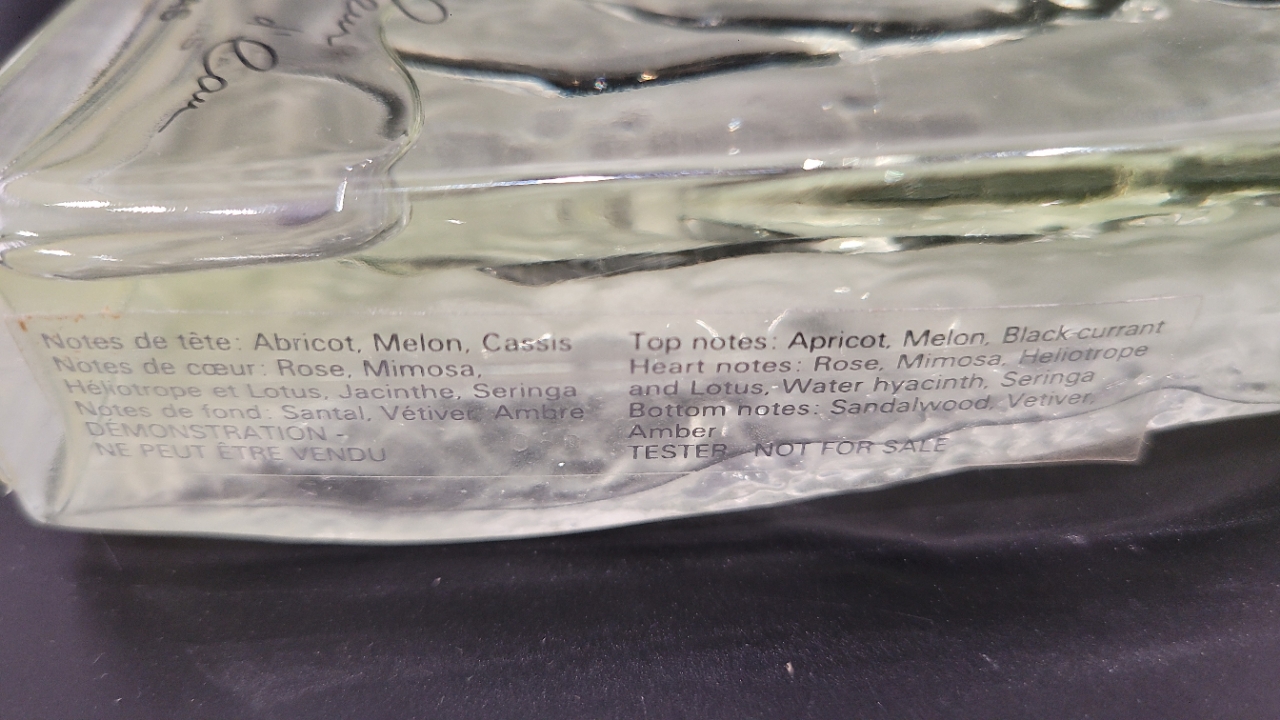 d'Eau
Notes de tête: Abricot, Melon, Cassis
Notes de cœur: Rose, Mimosa,
Héliotrope et Lotus, Jacinthe, Seringa
Notes de fond: Santal, Vétiver, Ambre
DÉMONSTRATION -
NE PEUT ÊTRE VENDU
Top notes: Apricot, Melon, Black-currant
Heart notes: Rose, Mimosa, Heliotrope
and Lotus, Water hyacinth, Seringa
Bottom notes: Sandalwood, Vetiver,
Amber
TESTER - NOT FOR SALE